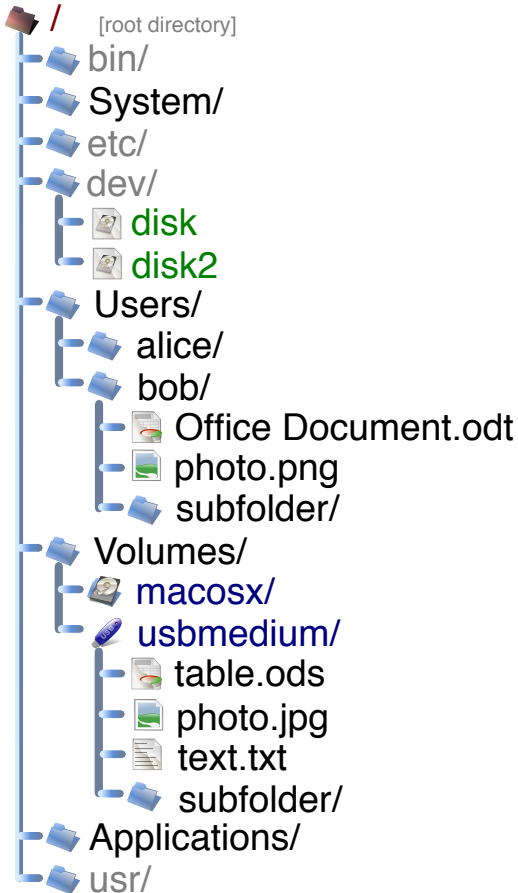 / [root directory]
bin/
System/
etc/
dev/
disk
disk2
Users/
alice/
bob/
Office Document.odt
photo.png
subfolder/
Volumes/
macosx/
usbmedium/
table.ods
photo.jpg
text.txt
subfolder/
Applications/
usr/